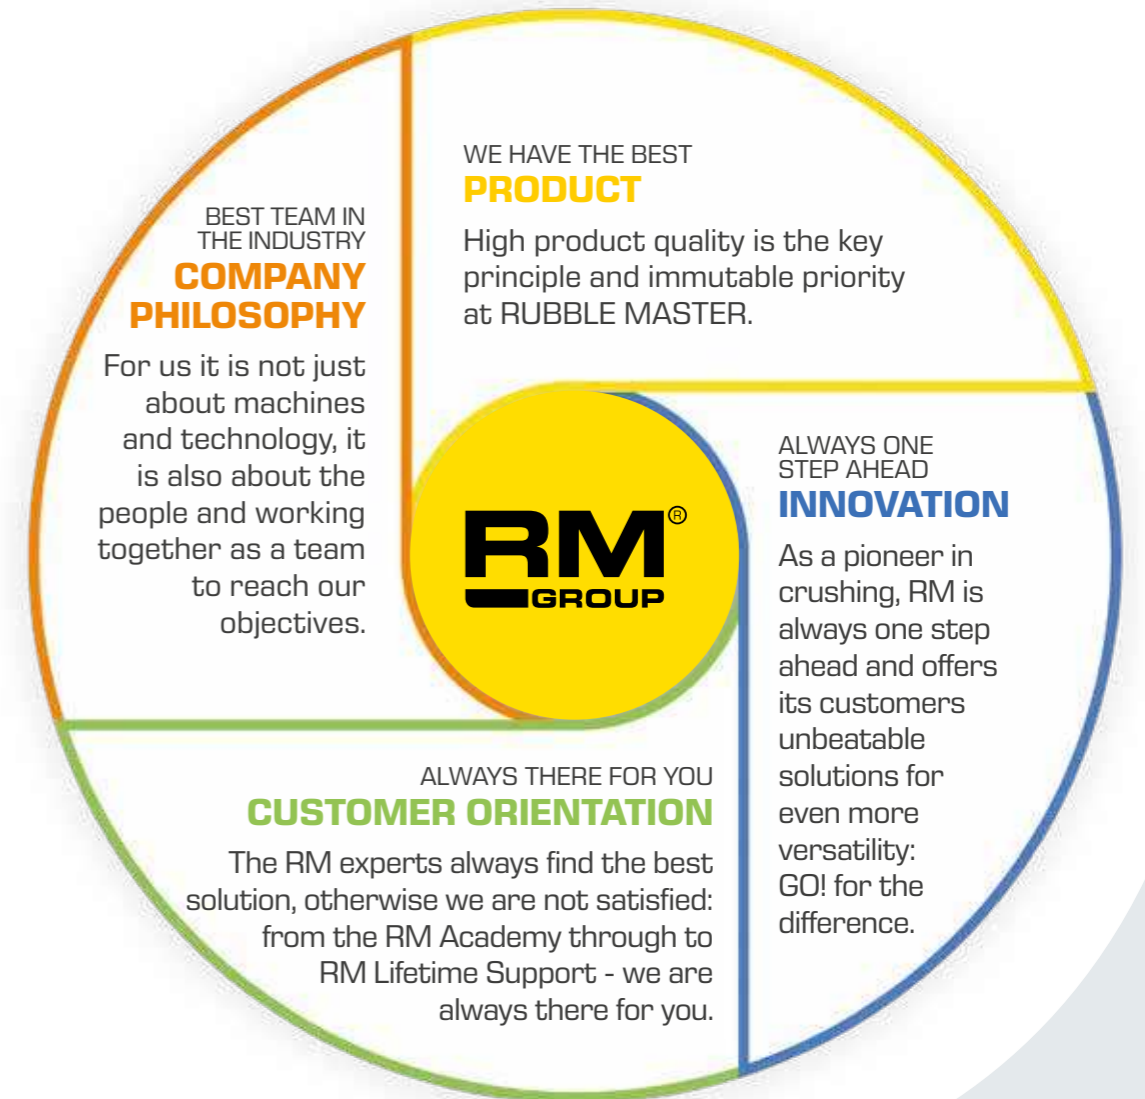 WE HAVE THE BEST
PRODUCT
High product quality is the key
principle and immutable priority
at RUBBLE MASTER.
BEST TEAM IN
THE INDUSTRY
COMPANY
PHILOSOPHY
For us it is not just
about machines
and technology, it
is also about the
people and working
together as a team
to reach our
objectives.
RM®
GROUP
ALWAYS ONE
STEP AHEAD
INNOVATION
As a pioneer in
crushing, RM is
always one step
ahead and offers
its customers
unbeatable
solutions for
even more
versatility:
GO! for the
difference.
ALWAYS THERE FOR YOU
CUSTOMER ORIENTATION
The RM experts always find the best
solution, otherwise we are not satisfied:
from the RM Academy through to
RM Lifetime Support - we are
always there for you.